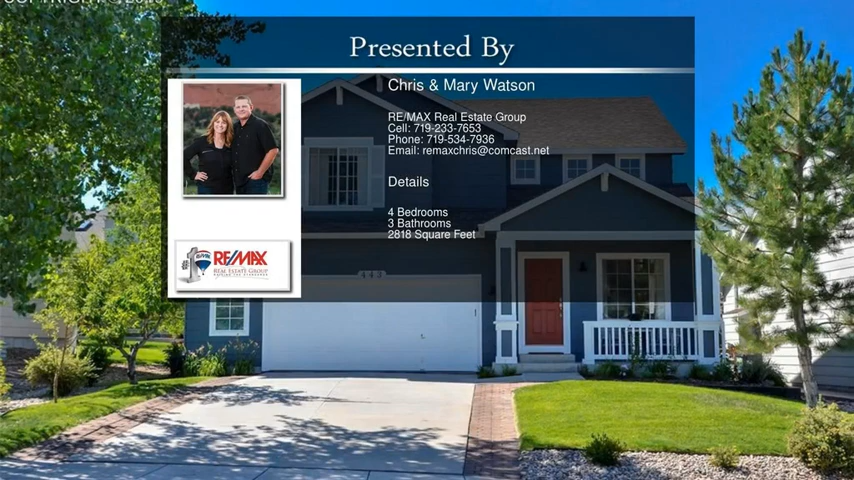 Presented By
Chris & Mary Watson
RE/MAX Real Estate Group
Cell: 719-233-7653
Phone: 719-534-7936
Email: remaxchris@comcast.net
Details
4 Bedrooms
3 Bathrooms
2818 Square Feet
RE/MAX
REAL ESTATE GROUP
443